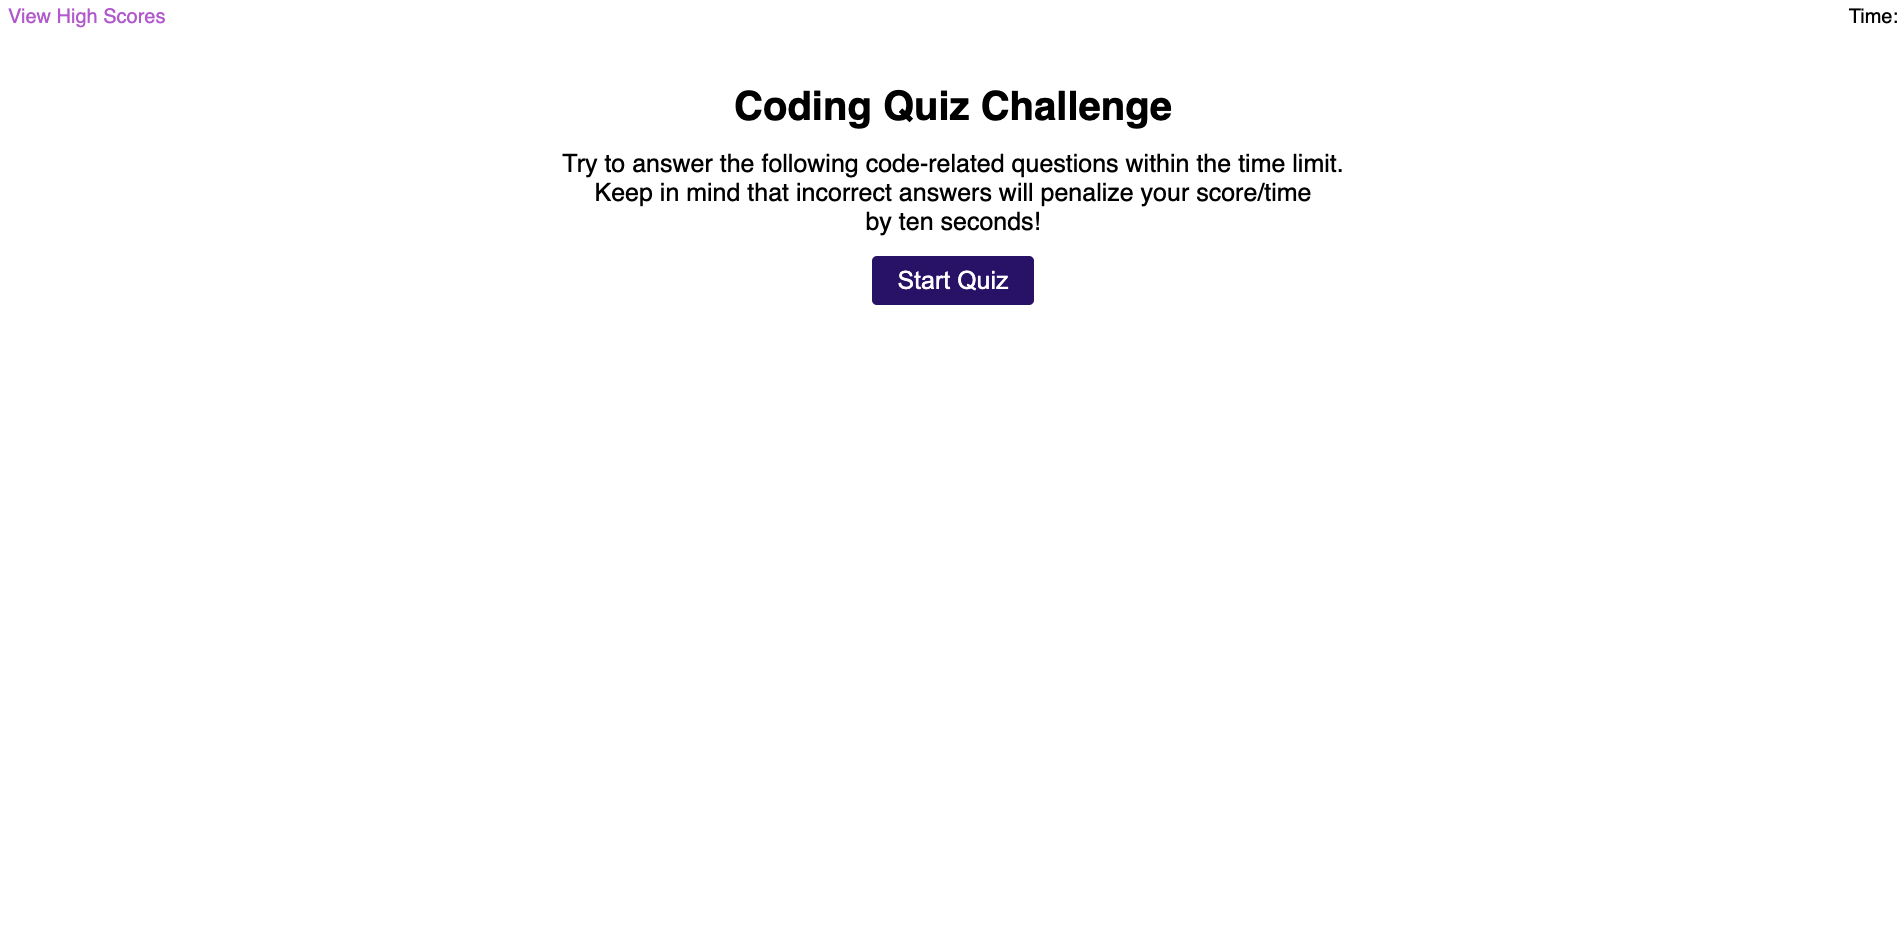 View High Scores
Time:
Coding Quiz Challenge
Try to answer the following code-related questions within the time limit.
Keep in mind that incorrect answers will penalize your score/time
by ten seconds!
Start Quiz